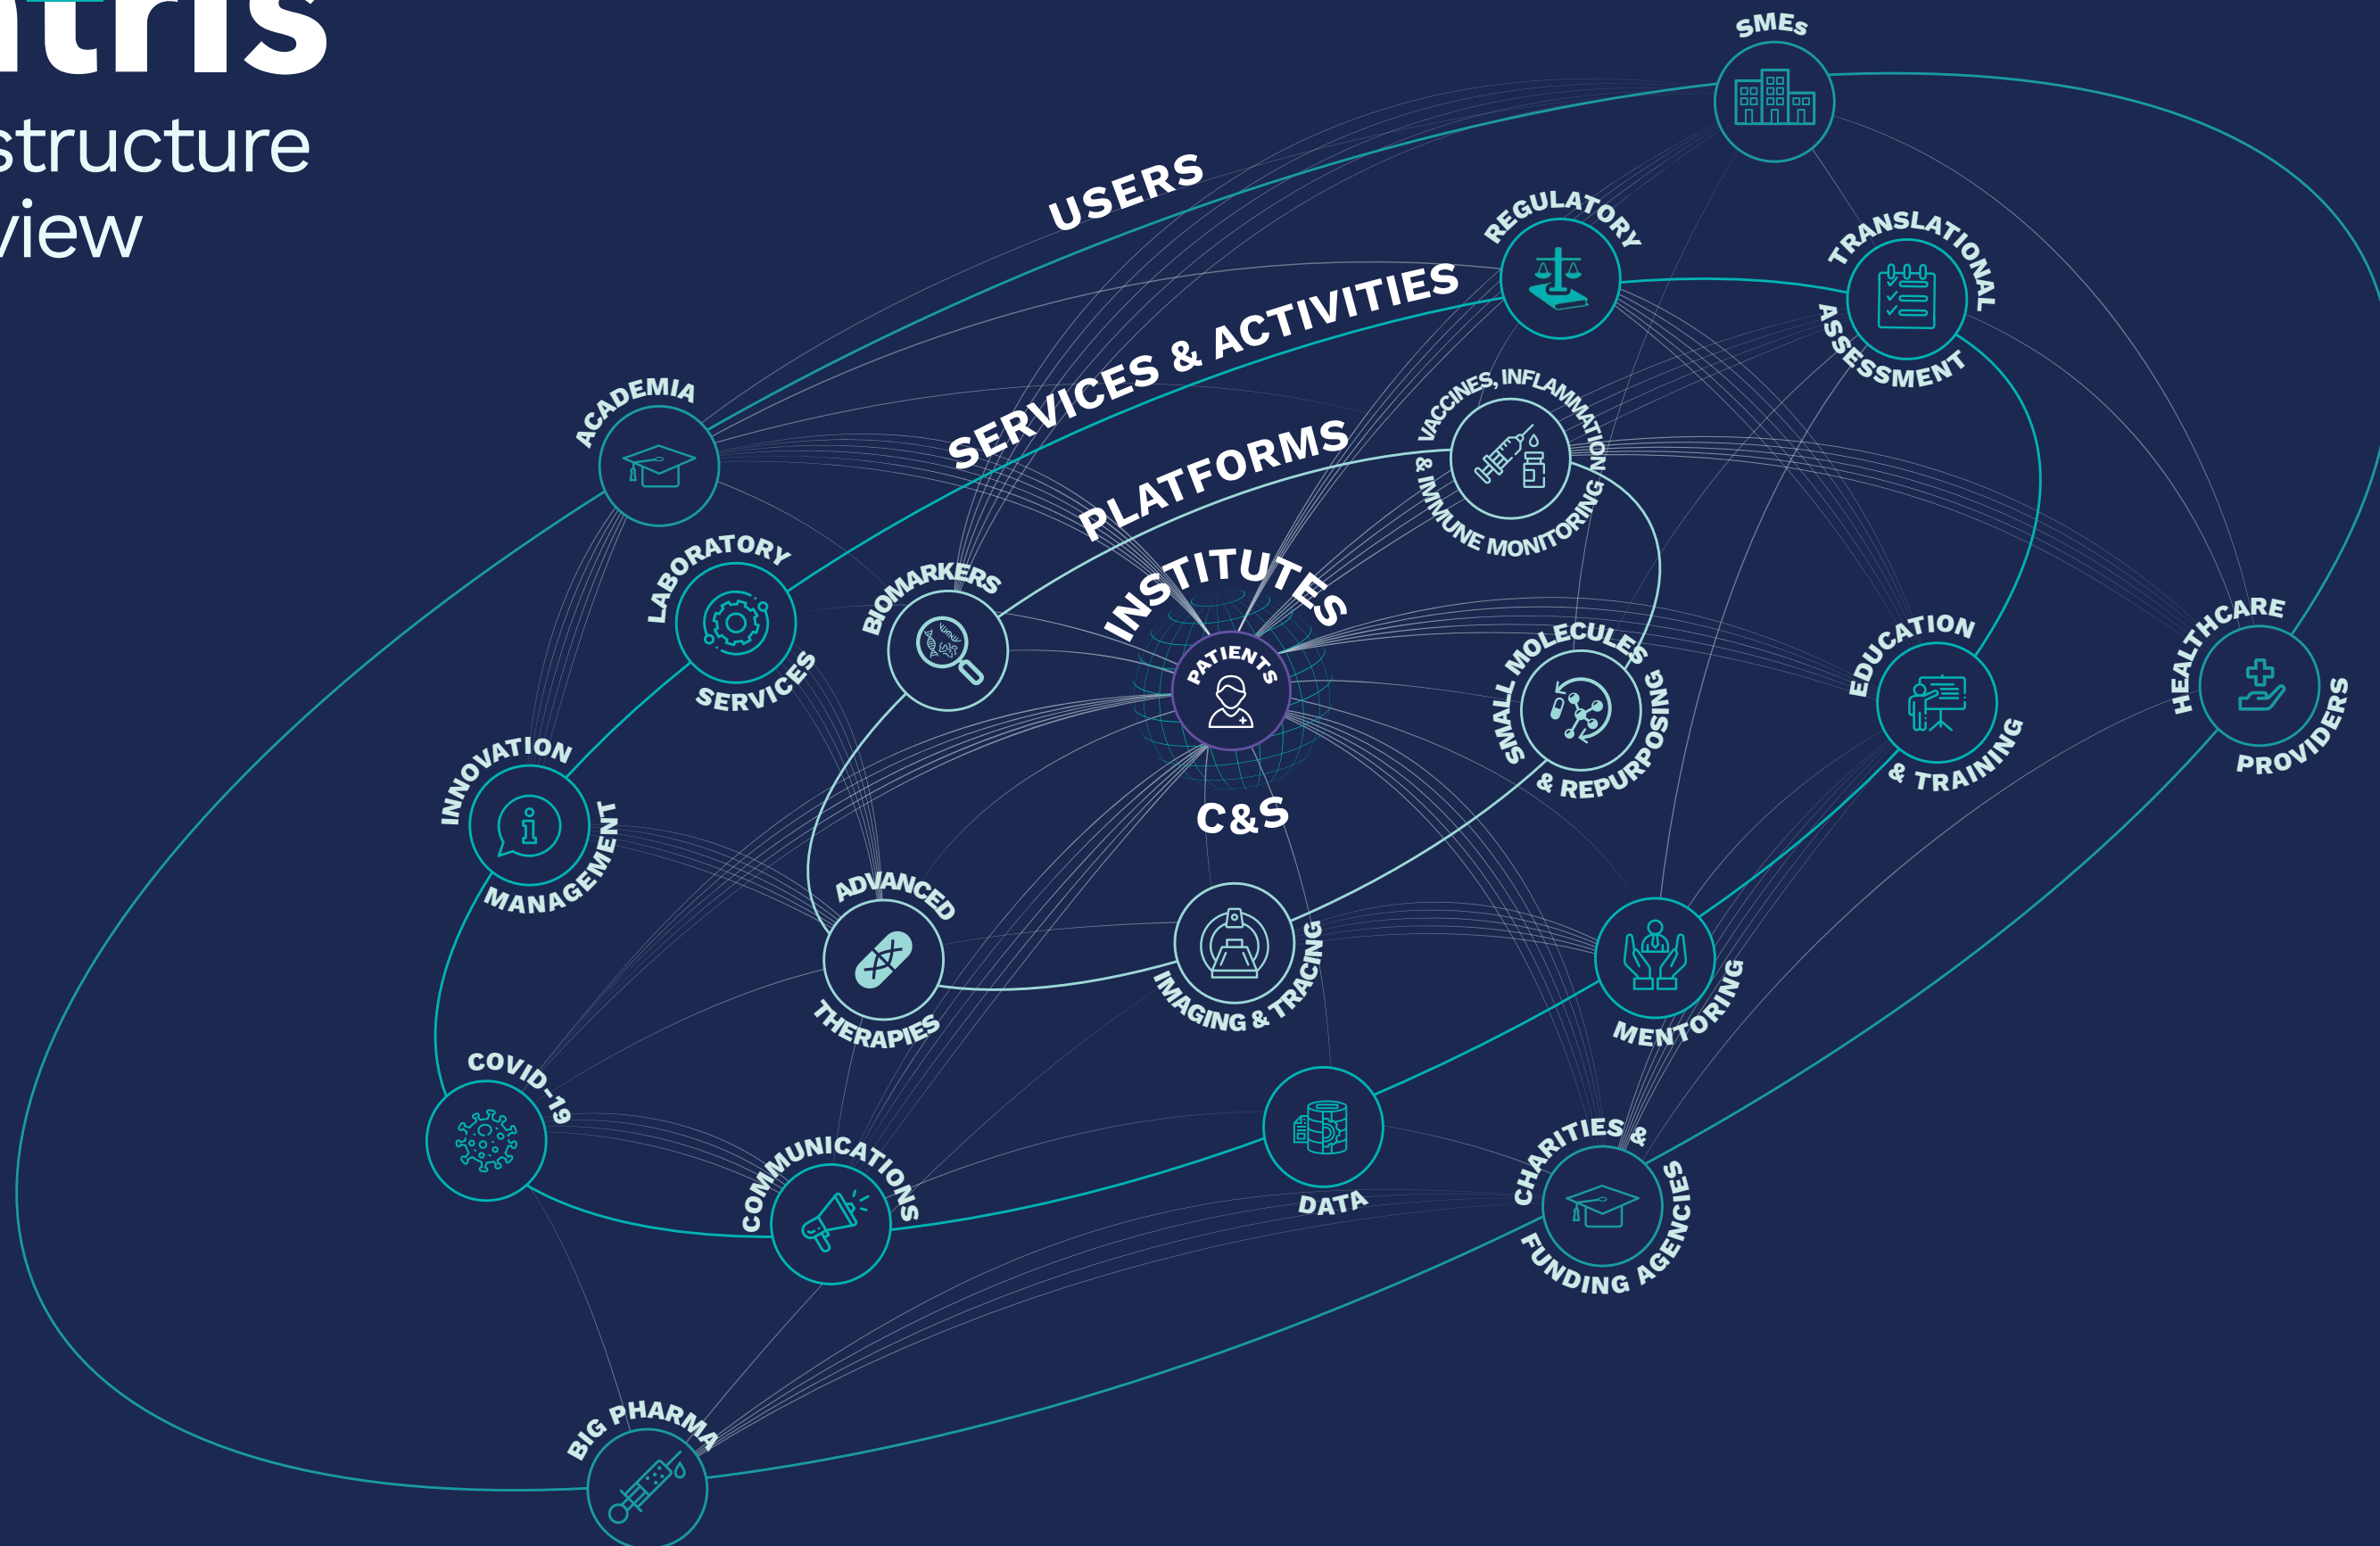 tris
structure
view
SMEs
USERS
REGULATORY
TRANSLATIONAL
ASSESSMENT
SERVICES & ACTIVITIES
ACADEMIA
VACCINES, INFLAMMATION
& IMMUNE MONITORING
PLATFORMS
LABORATORY
SERVICES
BIOMARKERS
INSTITUTES
PATIENTS
C&S
SMALL MOLECULES
& REPURPOSING
EDUCATION
& TRAINING
HEALTHCARE
PROVIDERS
INNOVATION
MANAGEMENT
ADVANCED
THERAPIES
IMAGING & TRACING
MENTORING
COVID-19
COMMUNICATIONS
DATA
CHARITIES &
FUNDING AGENCIES
BIG PHARMA